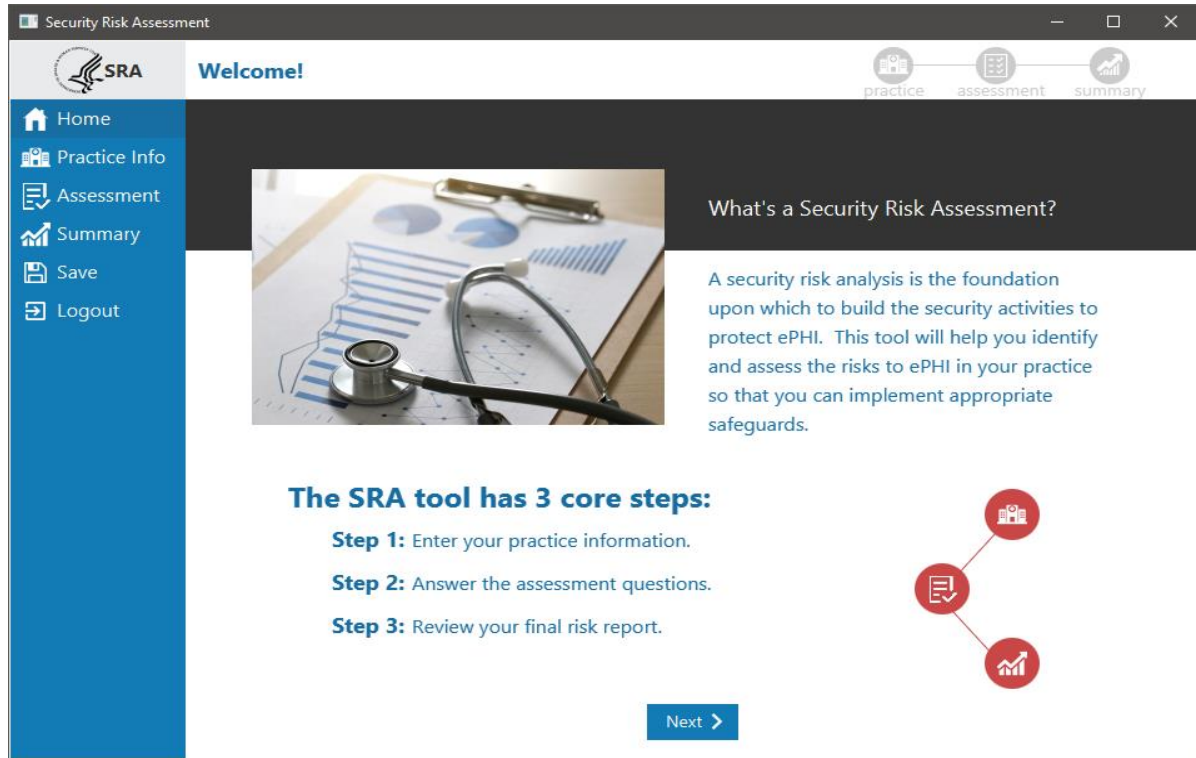 Security Risk Assessment
SRA
Welcome!
practice
assessment
summary
Home
Practice Info
Assessment
Summary
Save
Logout
What's a Security Risk Assessment?
A security risk analysis is the foundation
upon which to build the security activities to
protect ePHI.  This tool will help you identify
and assess the risks to ePHI in your practice
so that you can implement appropriate
safeguards.
The SRA tool has 3 core steps:
Step 1: Enter your practice information.
Step 2: Answer the assessment questions.
Step 3: Review your final risk report.
Next